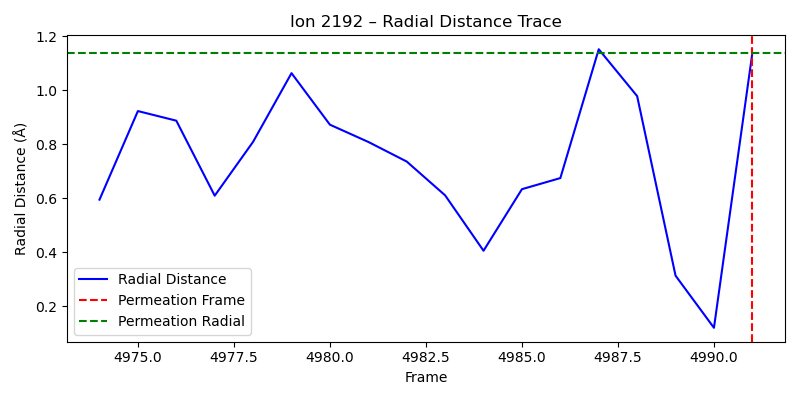 Ion 2192 – Radial Distance Trace
Radial Distance (Å)
1.2
1.0
0.8
0.6
0.4
0.2
Radial Distance
Permeation Frame
Permeation Radial
4975.0 4977.5 4980.0 4982.5 4985.0 4987.5 4990.0
Frame